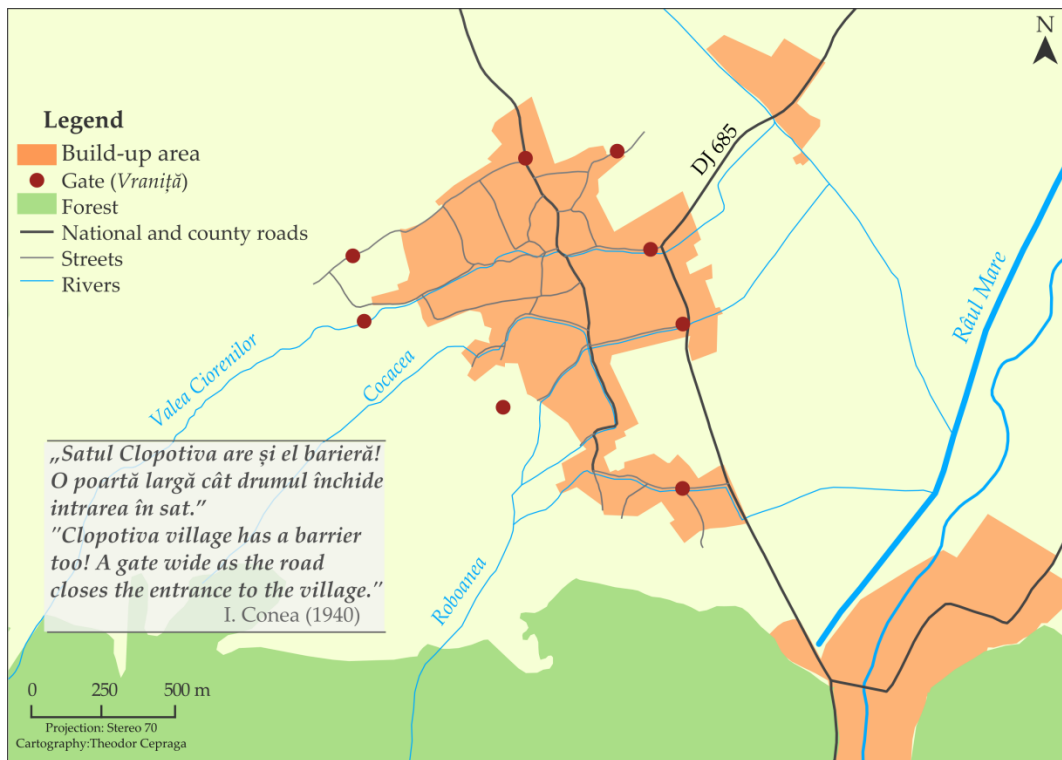 N
Legend
Build-up area
Gate (Vraniță)
Forest
National and county roads
Streets
Rivers
DJ 685
Râul Mare
Valea Ciorenilor
Cocacea
Roboanea
„Satul Clopotiva are și el barieră!
O poartă largă cât drumul închide
intrarea în sat.”
”Clopotiva village has a barrier
too! A gate wide as the road
closes the entrance to the village.”
I. Conea (1940)
0 250 500 m
Projection: Stereo 70
Cartography:Theodor Cepraga